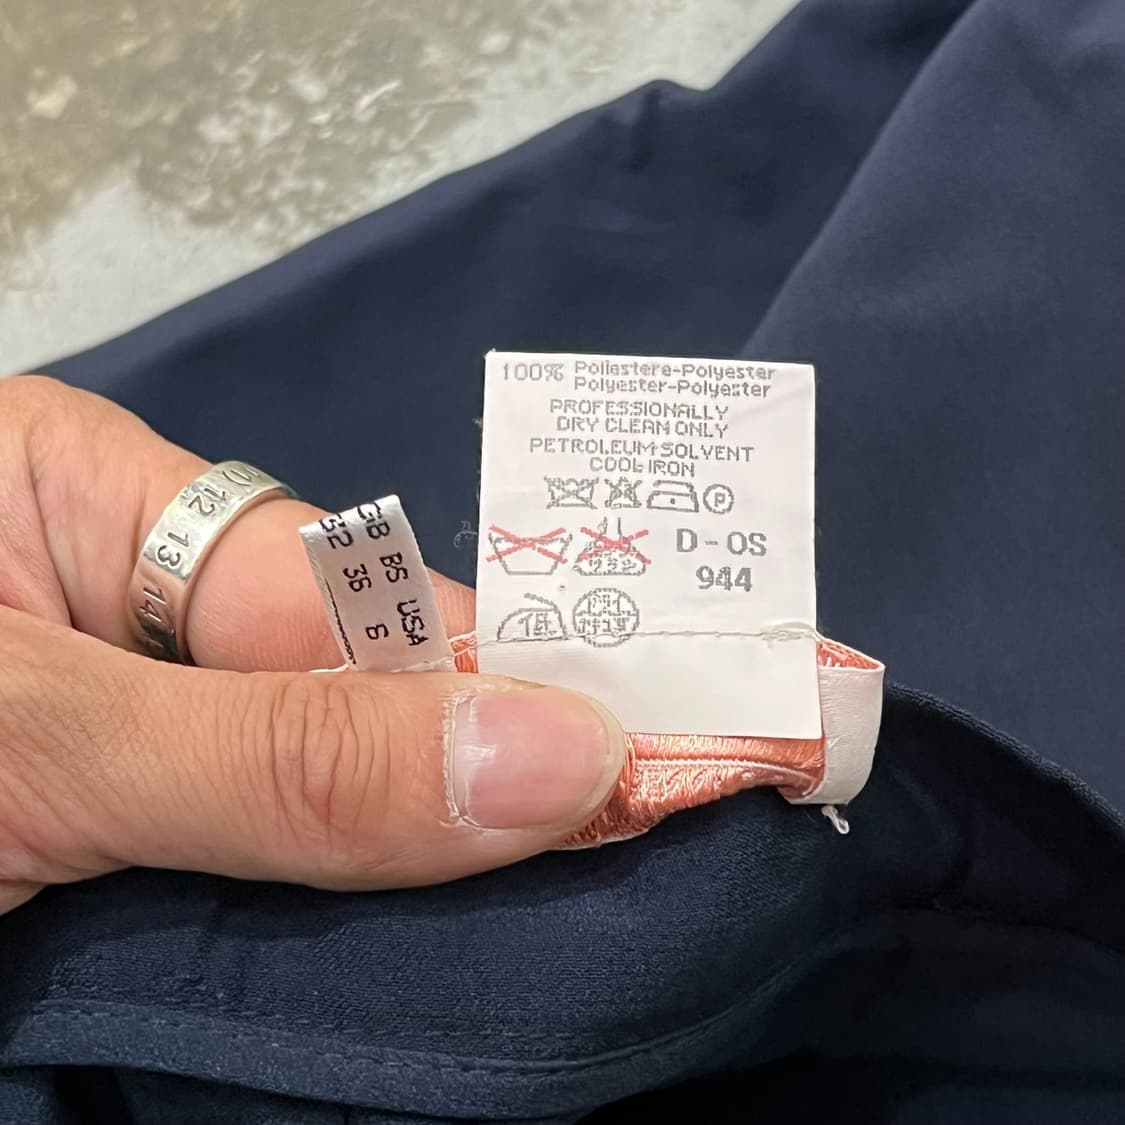 100% Poliestere-Polyester
Polyester-Polyester
PROFESSIONALLY
DRY CLEAN ONLY
PETROLEUM SOLVENT
COOL IRON
P
D - OS
944
GB BS USA
36 6
12 13 14